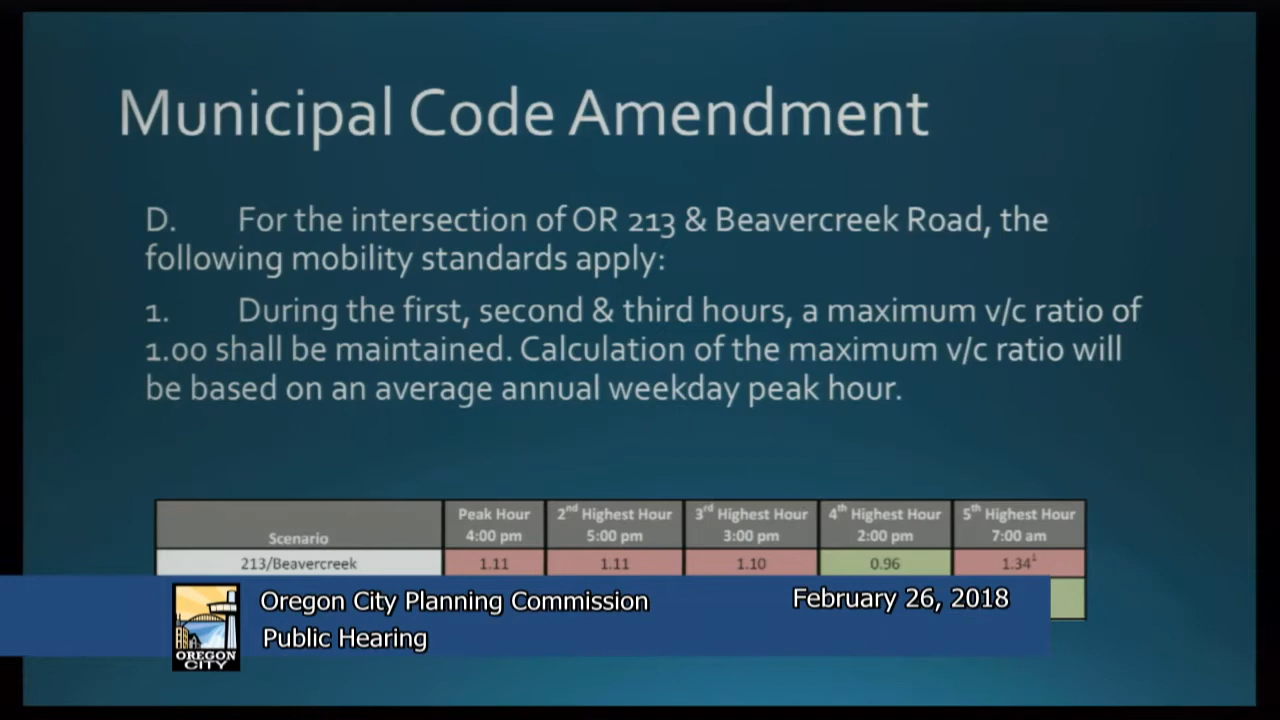 Municipal Code Amendment
D. For the intersection of OR 213 & Beavercreek Road, the
following mobility standards apply:
1. During the first, second & third hours, a maximum v/c ratio of
1.00 shall be maintained. Calculation of the maximum v/c ratio will
be based on an average annual weekday peak hour.
Scenario Peak Hour 4:00 pm 2nd Highest Hour 5:00 pm 3rd Highest Hour 3:00 pm 4th Highest Hour 2:00 pm 5th Highest Hour 7:00 am
213/Beavercreek 1.11 1.11 1.10 0.96 1.34¹
Oregon City Planning Commission
February 26, 2018
Public Hearing
OREGON
CITY